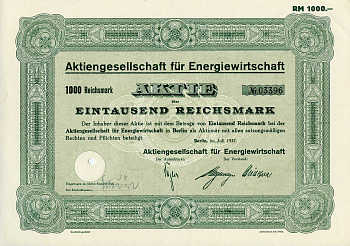 RM 1000.—
Aktiengesellschaft für Energiewirtschaft
1000 Reichsmark AKTIE № 03396
über
EINTAUSEND REICHSMARK
Der Inhaber dieser Aktie ist mit dem Betrage von Eintausend Reichsmark bei der
Aktiengesellschaft für Energiewirtschaft in Berlin als Aktionär mit allen satzungsmäßigen
Rechten und Pflichten beteiligt.
Berlin, im Juli 1937.
Aktiengesellschaft für Energiewirtschaft
Der Aufsichtsrat Der Vorstand